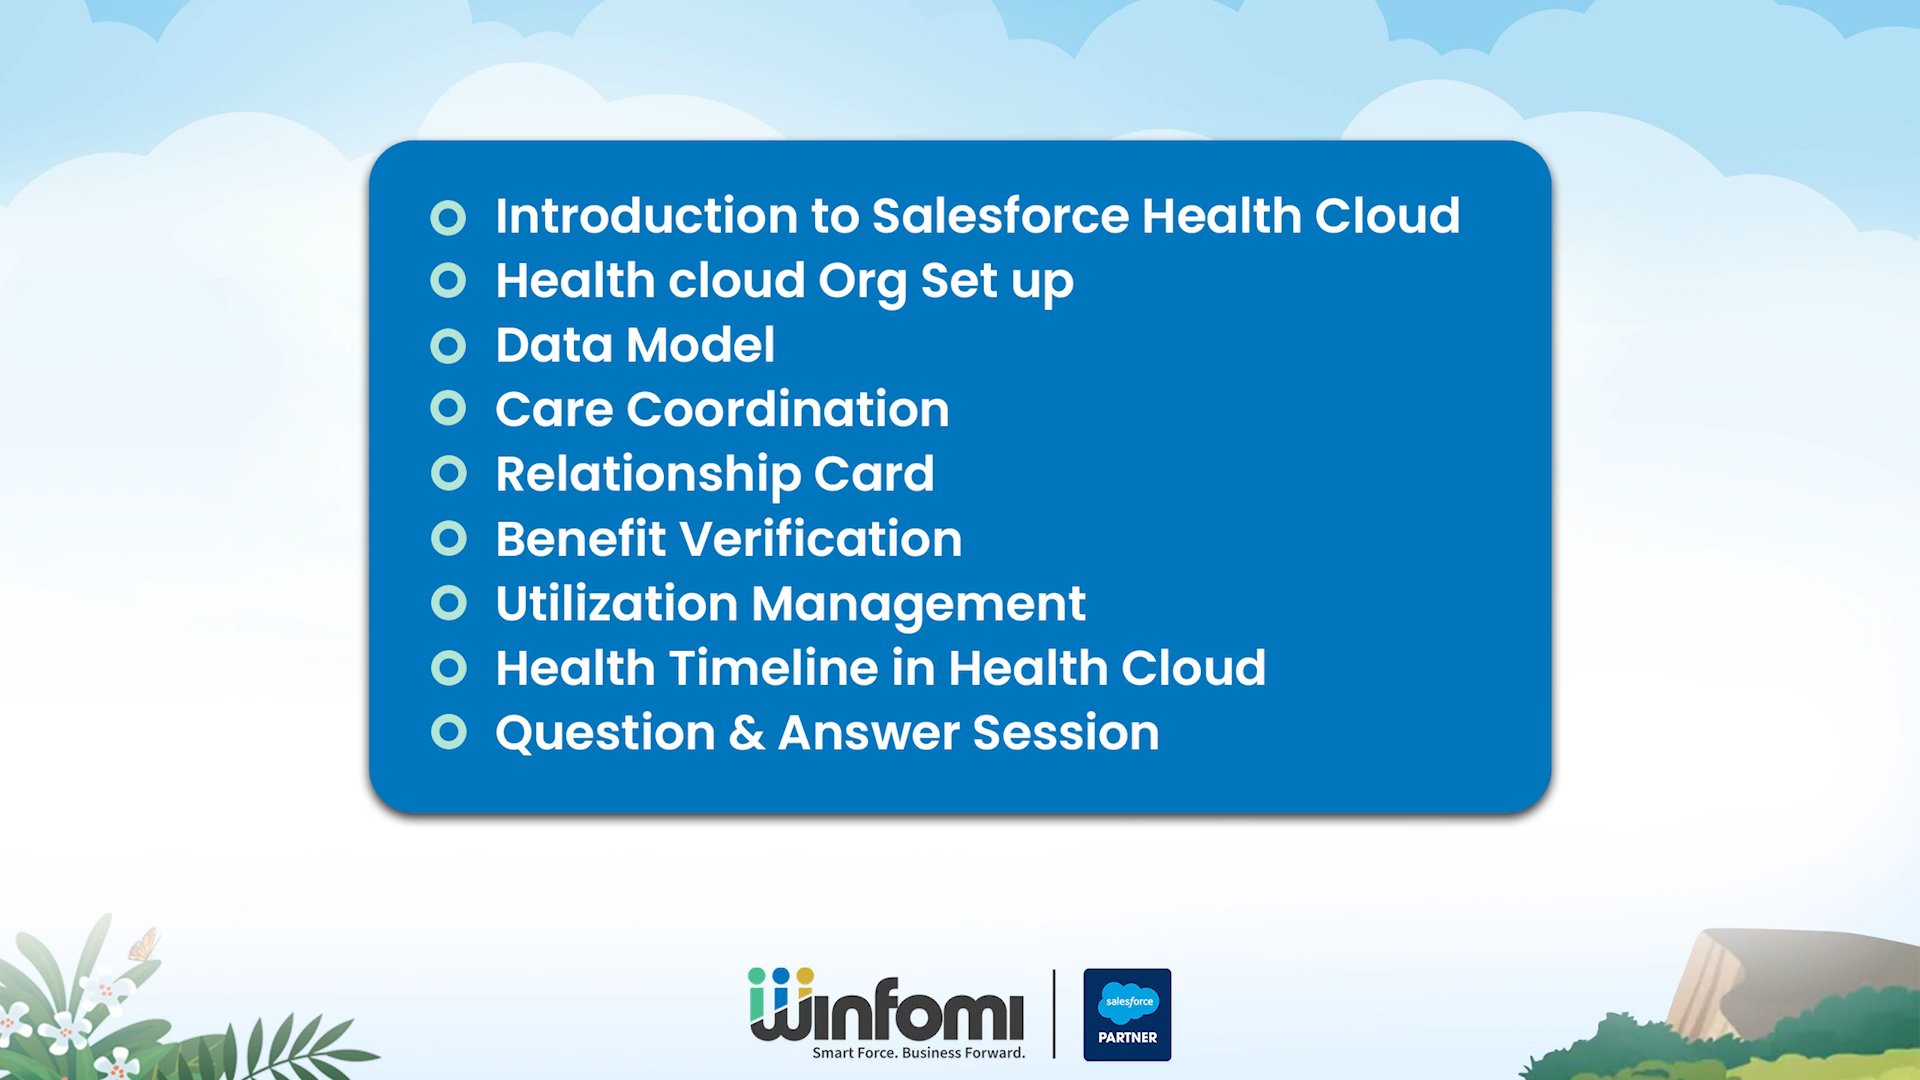 Introduction to Salesforce Health Cloud
Health cloud Org Set up
Data Model
Care Coordination
Relationship Card
Benefit Verification
Utilization Management
Health Timeline in Health Cloud
Question & Answer Session
winfomi
Smart Force. Business Forward.
salesforce
PARTNER